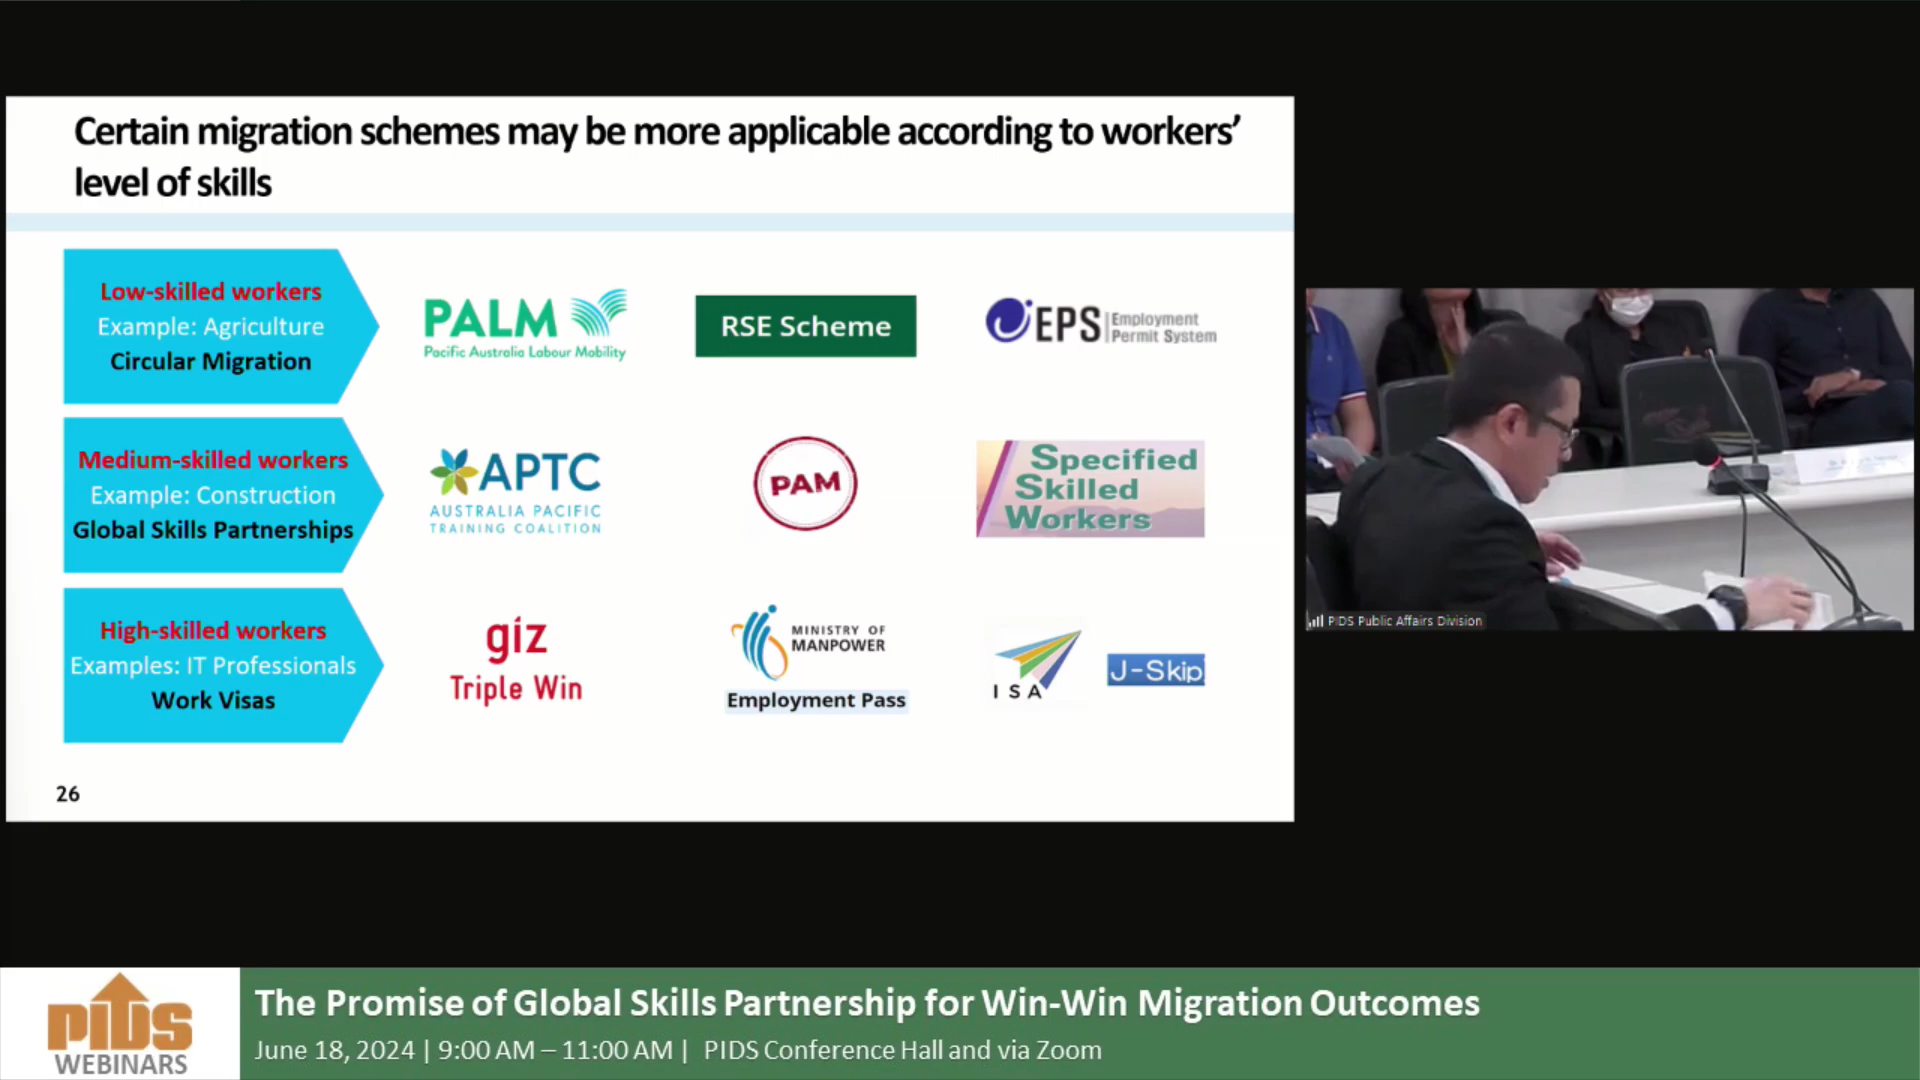 Certain migration schemes may be more applicable according to workers’
level of skills
Low-skilled workers
Example: Agriculture
Circular Migration
PALM
Pacific Australia Labour Mobility
RSE Scheme
EPS
Employment
Permit System
Medium-skilled workers
Example: Construction
Global Skills Partnerships
APTC
AUSTRALIA PACIFIC
TRAINING COALITION
PAM
Specified
Skilled
Workers
High-skilled workers
Examples: IT Professionals
Work Visas
giz
Triple Win
MINISTRY OF
MANPOWER
Employment Pass
ISA
J-Skip
26
PIDS Public Affairs Division
PIDS
WEBINARS
The Promise of Global Skills Partnership for Win-Win Migration Outcomes
June 18, 2024 | 9:00 AM – 11:00 AM | PIDS Conference Hall and via Zoom